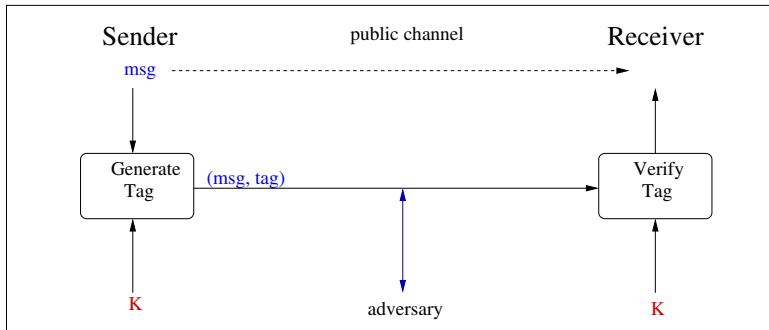 Sender
public channel
Receiver
msg
Generate
Tag
(msg, tag)
Verify
Tag
K
adversary
K